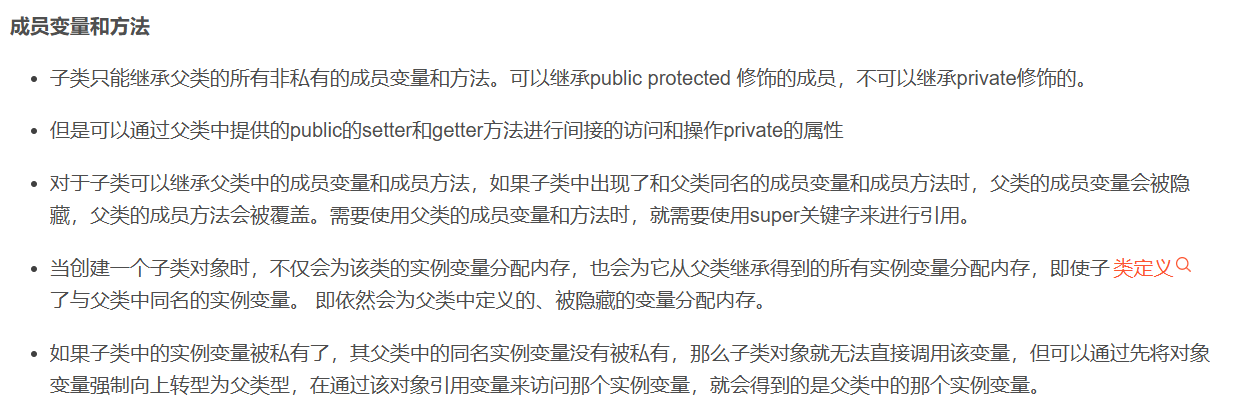 成员变量和方法
子类只能继承父类的所有非私有的成员变量和方法。可以继承public protected 修饰的成员，不可以继承private修饰的。
但是可以通过父类中提供的public的setter和getter方法进行间接的访问和操作private的属性
对于子类可以继承父类中的成员变量和成员方法，如果子类中出现了和父类同名的成员变量和成员方法时，父类的成员变量会被隐
藏，父类的成员方法会被覆盖。需要使用父类的成员变量和方法时，就需要使用super关键字来进行引用。
当创建一个子类对象时，不仅会为该类的实例变量分配内存，也会为它从父类继承得到的所有实例变量分配内存，即使子 类定义
了与父类中同名的实例变量。 即依然会为父类中定义的、被隐藏的变量分配内存。
如果子类中的实例变量被私有了，其父类中的同名实例变量没有被私有，那么子类对象就无法直接调用该变量，但可以通过先将对象
变量强制向上转型为父类型，在通过该对象引用变量来访问那个实例变量，就会得到的是父类中的那个实例变量。